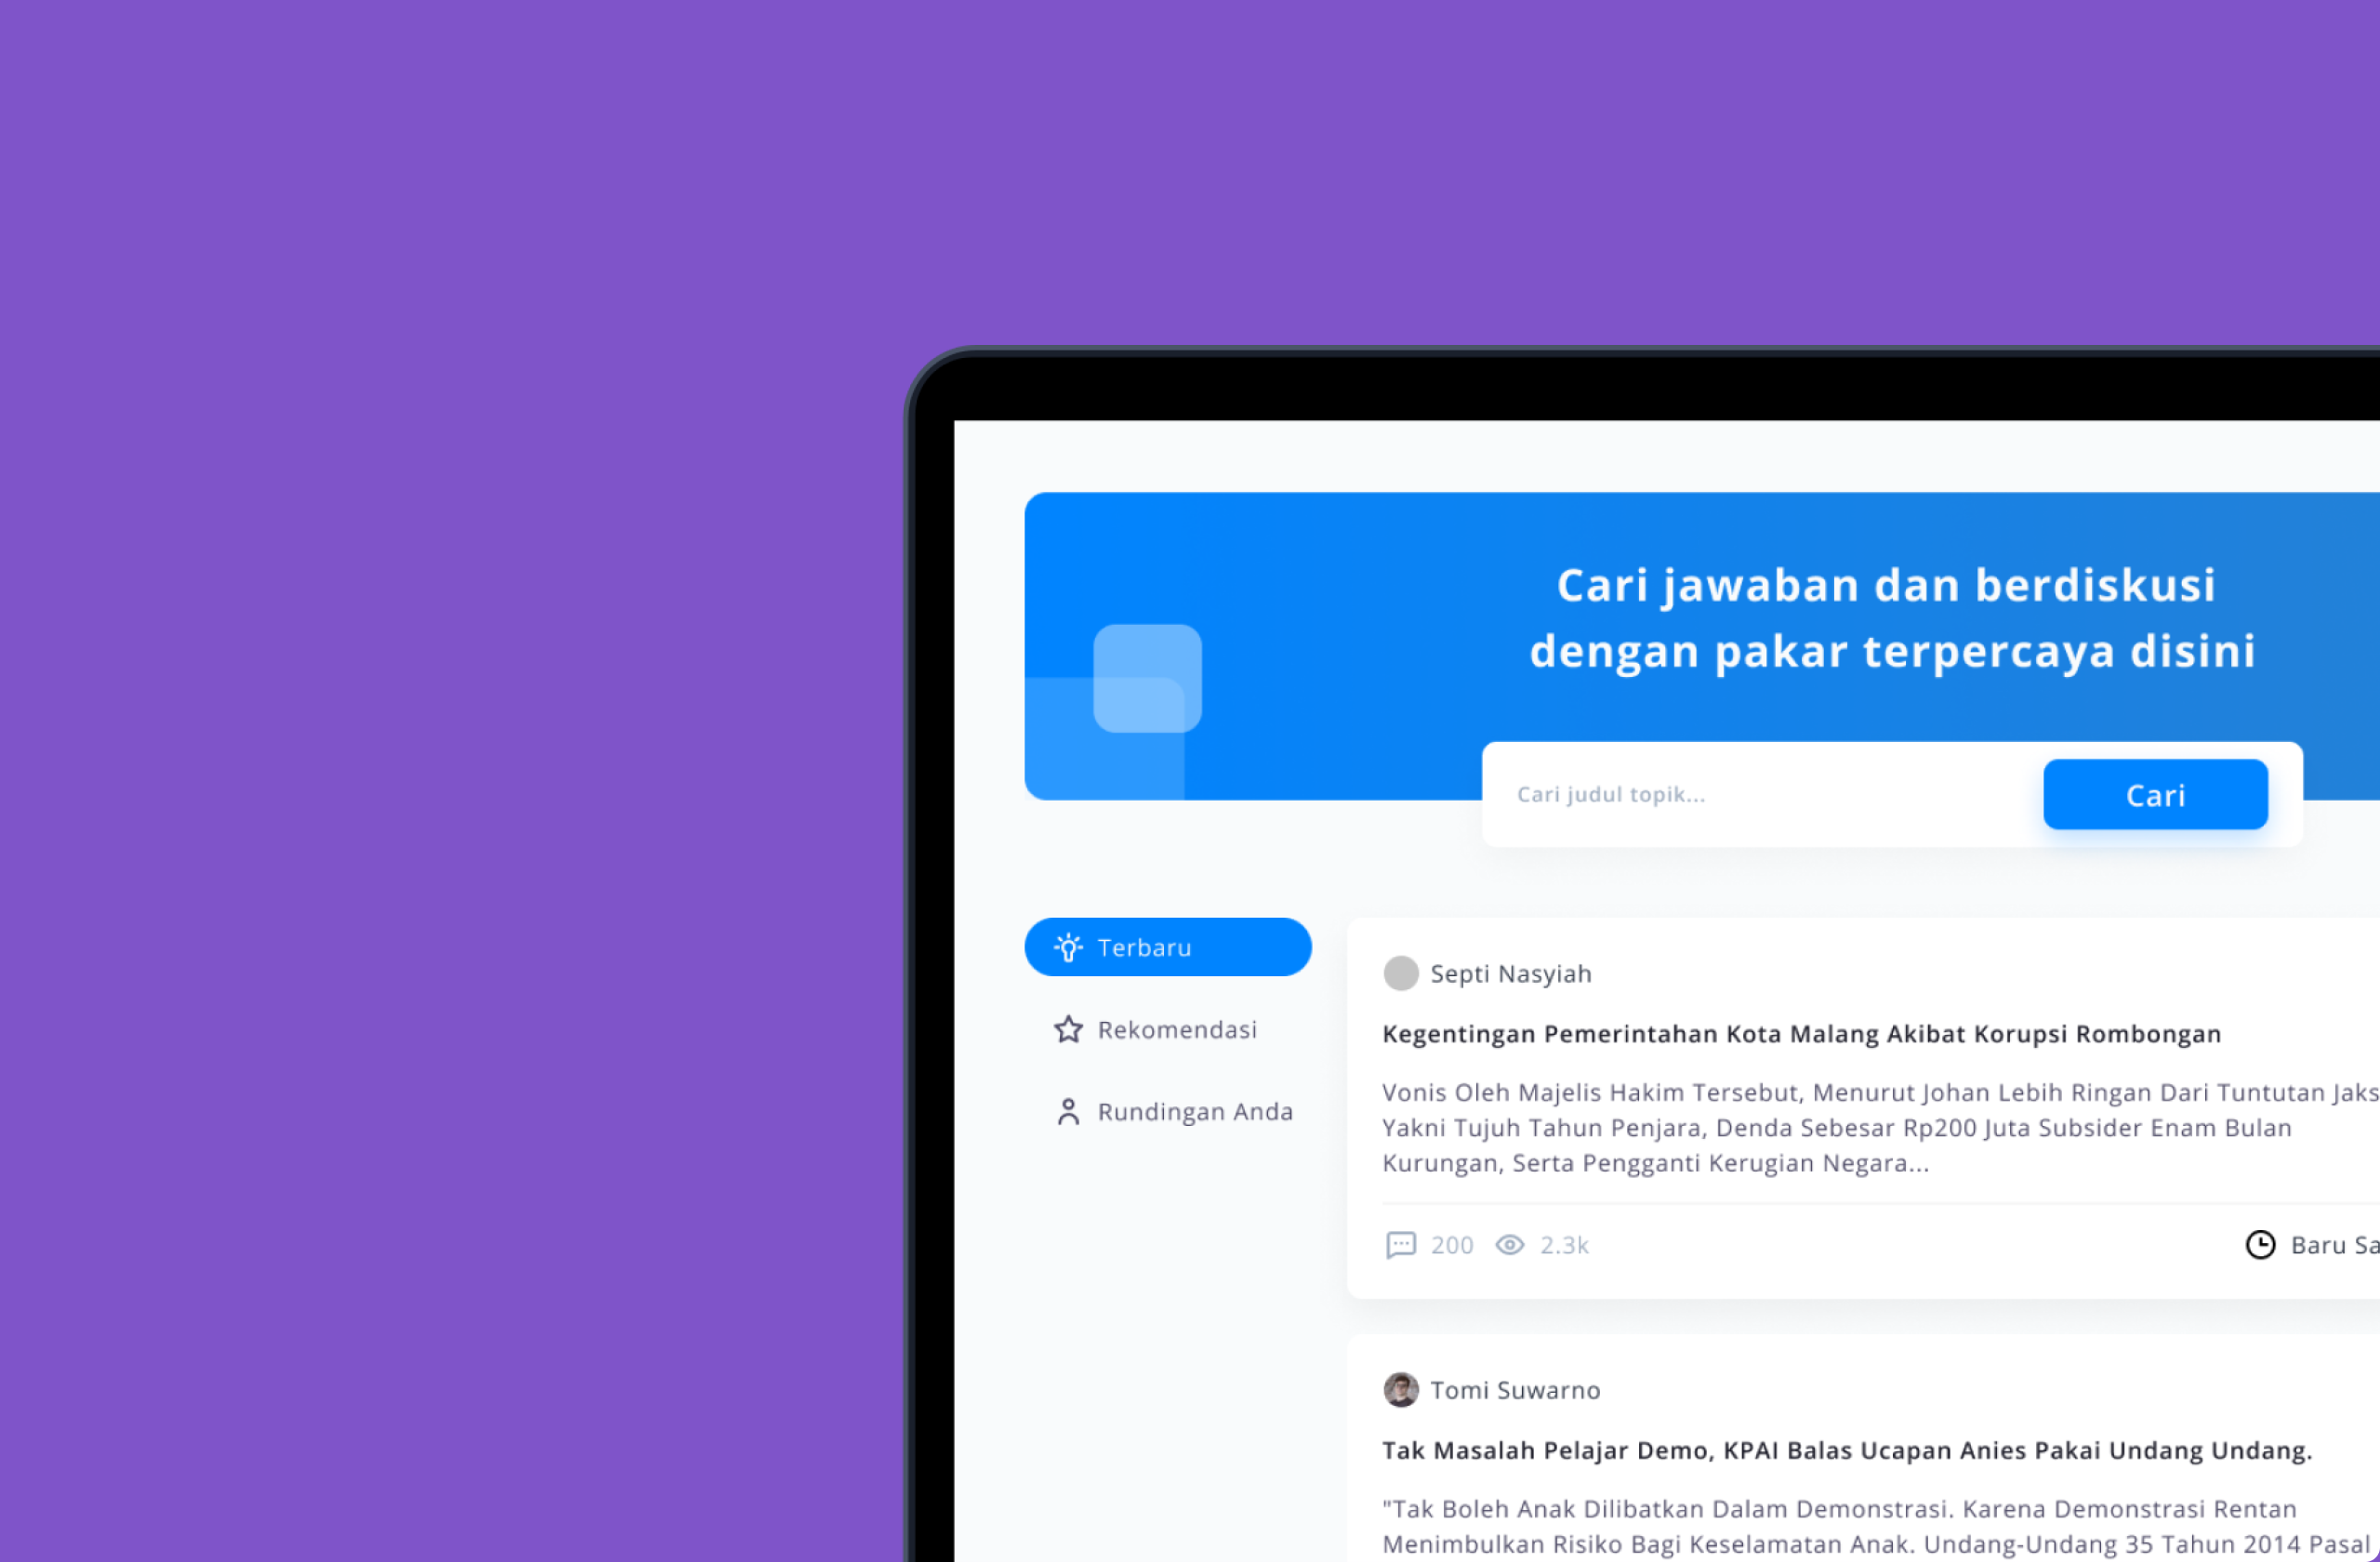 Cari jawaban dan berdiskusi
dengan pakar terpercaya disini
Cari judul topik...
Cari
Terbaru
Rekomendasi
Rundingan Anda
Septi Nasyiah
Kegentingan Pemerintahan Kota Malang Akibat Korupsi Rombongan
Vonis Oleh Majelis Hakim Tersebut, Menurut Johan Lebih Ringan Dari Tuntutan Jaks
Yakni Tujuh Tahun Penjara, Denda Sebesar Rp200 Juta Subsider Enam Bulan
Kurungan, Serta Pengganti Kerugian Negara...
200 2.3k
Baru Sa
Tomi Suwarno
Tak Masalah Pelajar Demo, KPAI Balas Ucapan Anies Pakai Undang Undang.
"Tak Boleh Anak Dilibatkan Dalam Demonstrasi. Karena Demonstrasi Rentan
Menimbulkan Risiko Bagi Keselamatan Anak. Undang-Undang 35 Tahun 2014 Pasal